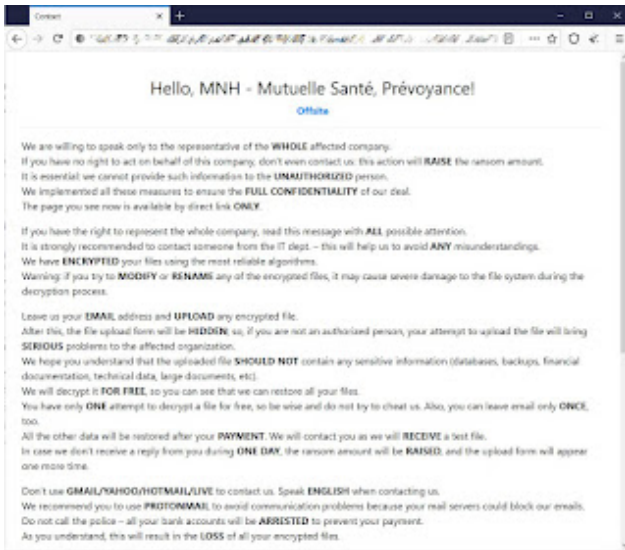 Contact
Hello, MNH - Mutuelle Santé, Prévoyance!
Offsite
We are willing to speak only to the representative of the WHOLE affected company.
If you have no right to act on behalf of this company, don't even contact us: this action will RAISE the ransom amount.
It is essential: we cannot provide such information to the UNAUTHORIZED person.
We implemented all these measures to ensure the FULL CONFIDENTIALITY of our deal.
The page you see now is available by direct link ONLY.
If you have the right to represent the whole company, read this message with ALL possible attention.
It is strongly recommended to contact someone from the IT dept. – this will help us to avoid ANY misunderstandings.
We have ENCRYPTED your files using the most reliable algorithms.
Warning: if you try to MODIFY or RENAME any of the encrypted files, it may cause severe damage to the file system during the
decryption process.
Leave us your EMAIL address and UPLOAD any encrypted file.
After this, the file upload form will be HIDDEN; so, if you are not an authorized person, your attempt to upload the file will bring
SERIOUS problems to the affected organization.
We hope you understand that the uploaded file SHOULD NOT contain any sensitive information (databases, backups, financial
documentation, technical data, large documents, etc).
We will decrypt it FOR FREE, so you can see that we can restore all your files.
You have only ONE attempt to decrypt a file for free, so be wise and do not try to cheat us. Also, you can leave email only ONCE,
too.
All the other data will be restored after your PAYMENT. We will contact you as we will RECEIVE a test file.
In case we don't receive a reply from you during ONE DAY, the ransom amount will be RAISED, and the upload form will appear
one more time.
Don't use GMAIL/YAHOO/HOTMAIL/LIVE to contact us. Speak ENGLISH when contacting us.
We recommend you to use PROTONMAIL to avoid communication problems because your mail servers could block our emails.
Do not call the police – all your bank accounts will be ARRESTED to prevent your payment.
As you understand, this will result in the LOSS of all your encrypted files.